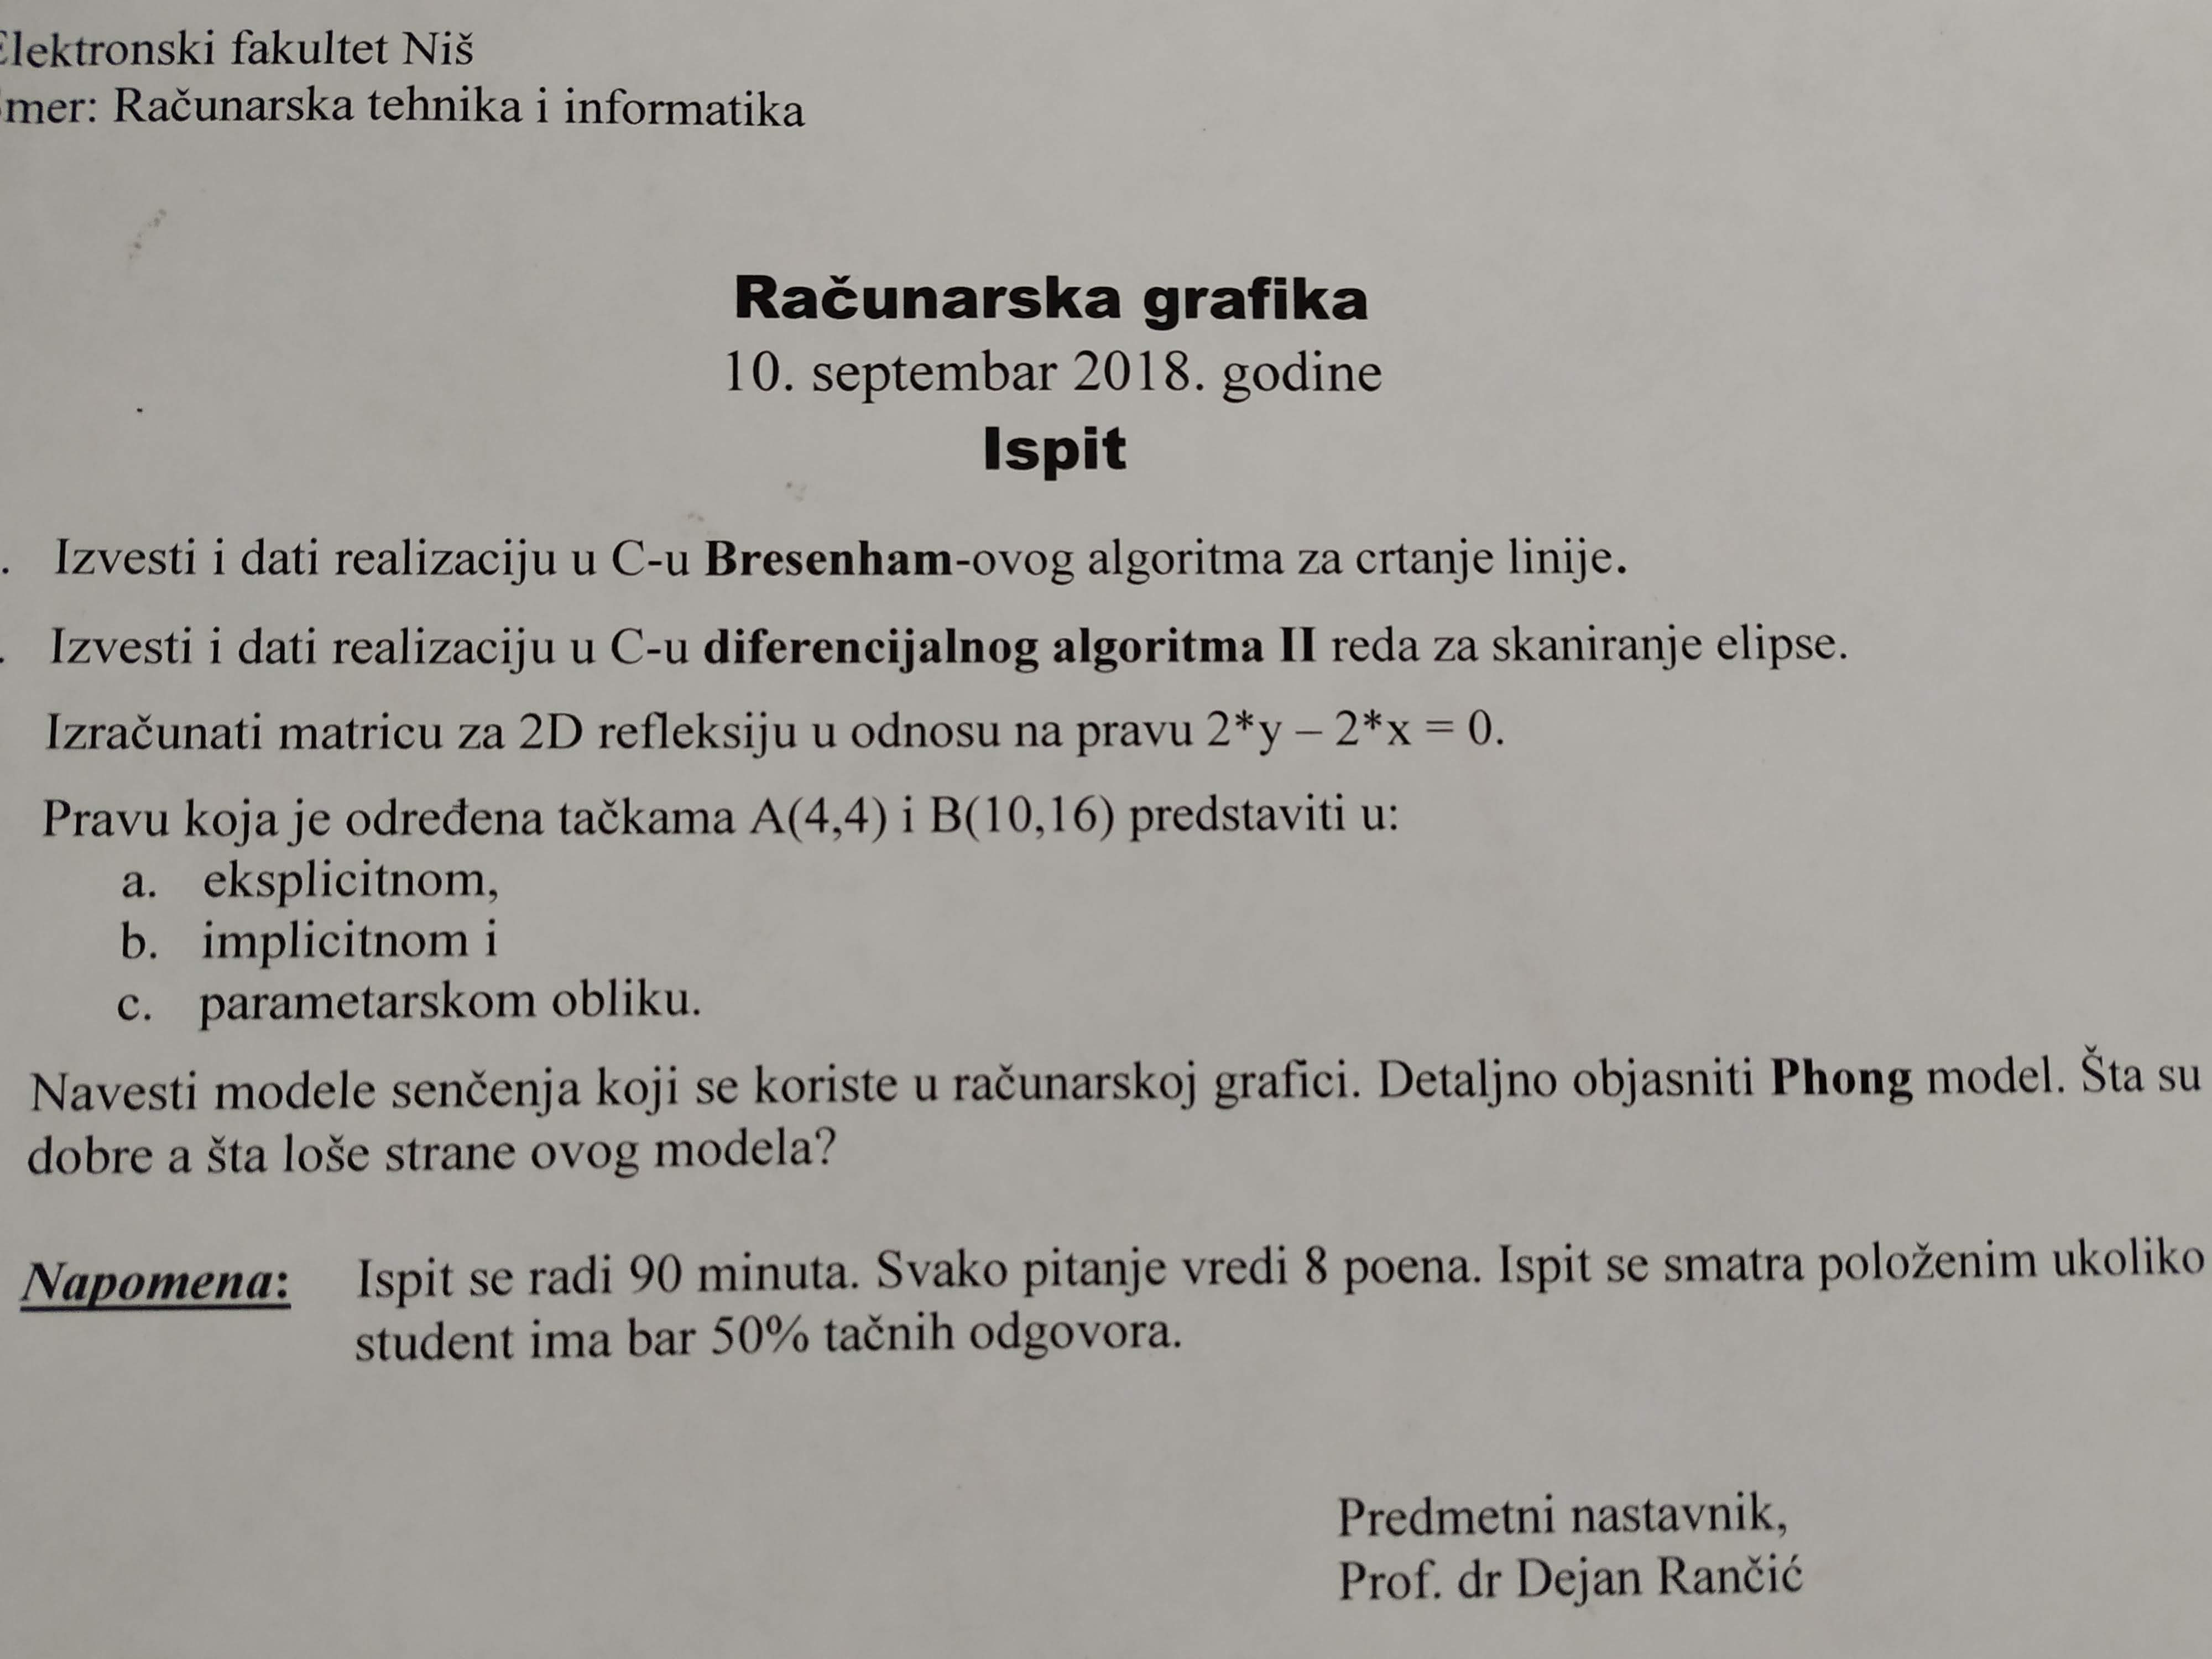 Elektronski fakultet Niš
mer: Računarska tehnika i informatika
Računarska grafika
10. septembar 2018. godine
Ispit
. Izvesti i dati realizaciju u C-u Bresenham-ovog algoritma za crtanje linije.
. Izvesti i dati realizaciju u C-u diferencijalnog algoritma II reda za skaniranje elipse.
Izračunati matricu za 2D refleksiju u odnosu na pravu 2*y – 2*x = 0.
Pravu koja je određena tačkama A(4,4) i B(10,16) predstaviti u:
a. eksplicitnom,
b. implicitnom i
c. parametarskom obliku.
Navesti modele senčenja koji se koriste u računarskoj grafici. Detaljno objasniti Phong model. Šta su
dobre a šta loše strane ovog modela?
Napomena: Ispit se radi 90 minuta. Svako pitanje vredi 8 poena. Ispit se smatra položenim ukoliko
student ima bar 50% tačnih odgovora.
Predmetni nastavnik,
Prof. dr Dejan Rančić